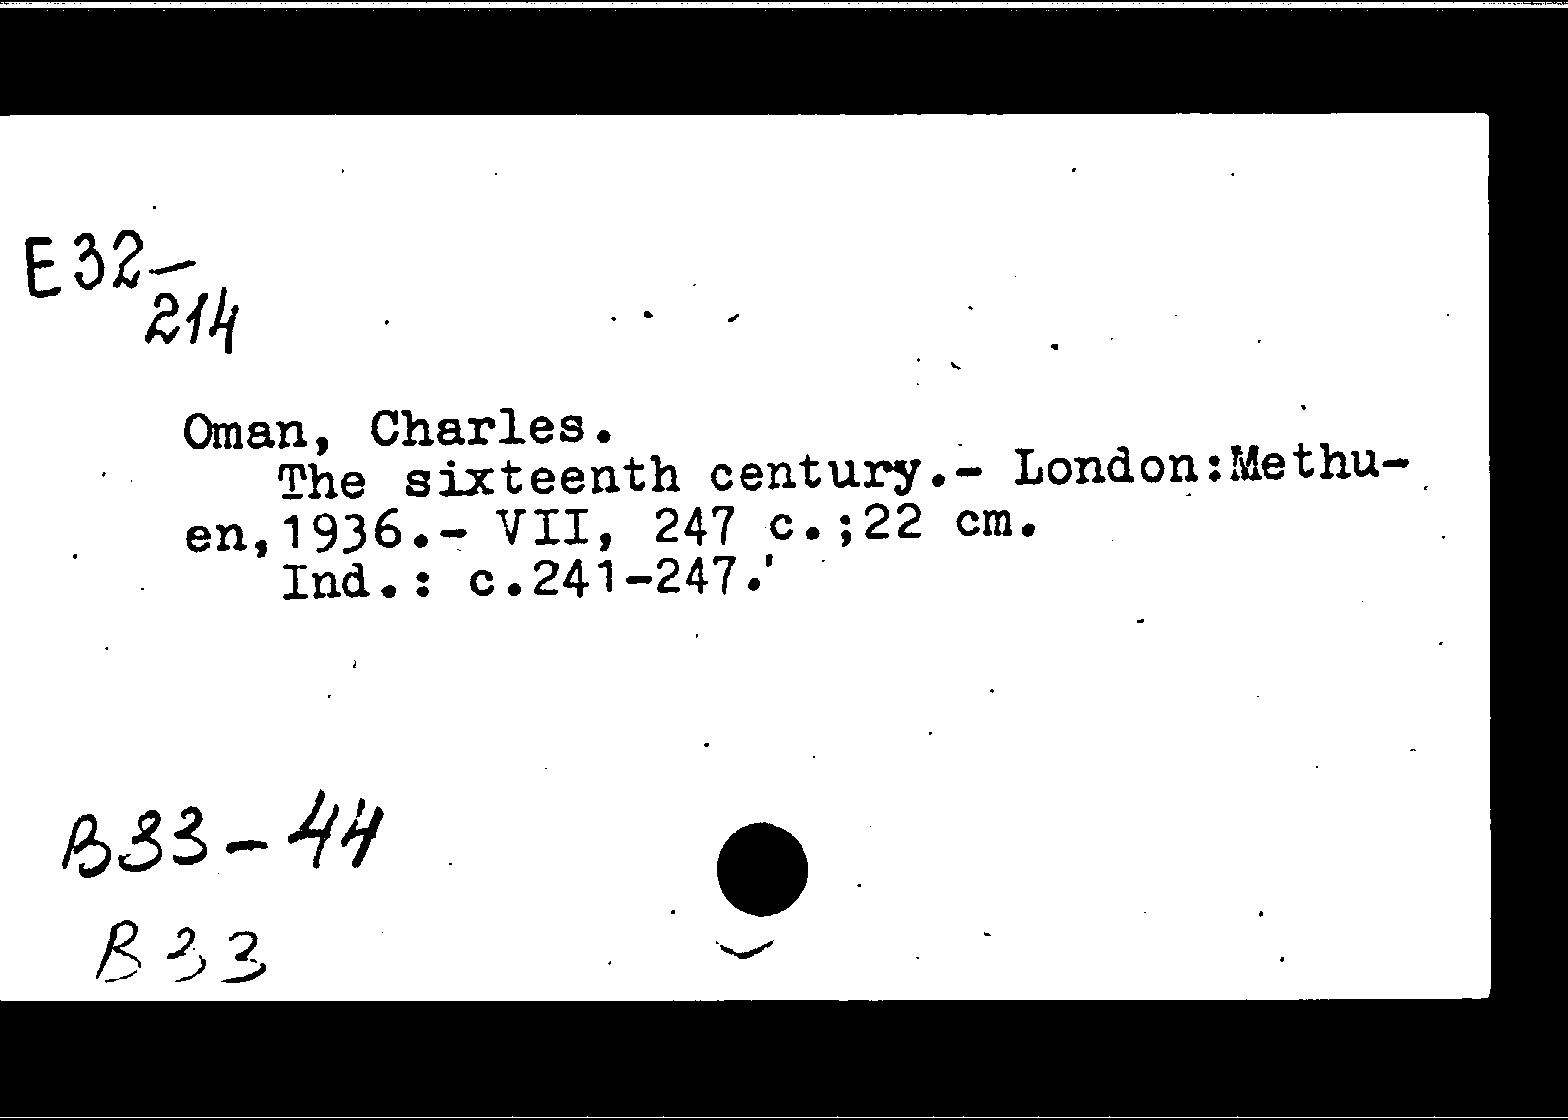 E32-
214
Oman, Charles.
The sixteenth century.- London:Methu-
en,1936.- VII, 247 c.;22 cm.
Ind.: c.241-247.
B33-44
B33